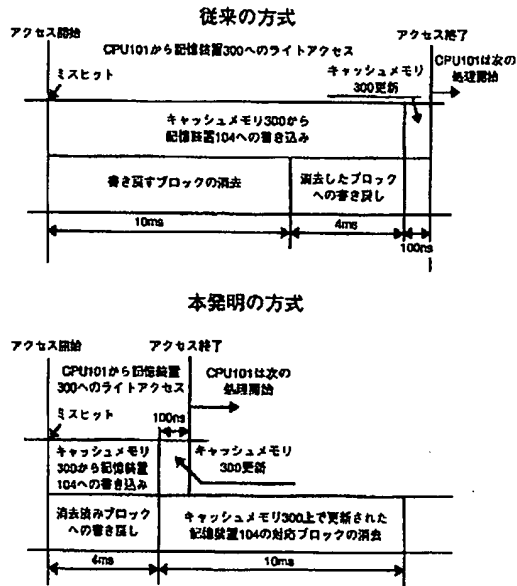 従来の方式
アクセス開始
アクセス終了
CPU101から記憶装置300へのライトアクセス
CPU101は次の
処理開始
ミスヒット
キャッシュメモリ
300更新
キャッシュメモリ300から
記憶装置104への書き込み
書き戻すブロックの消去
消去したブロック
への書き戻し
10ms
4ms
100ns
本発明の方式
アクセス開始
アクセス終了
CPU101から記憶装置
300へのライトアクセス
CPU101は次の
処理開始
ミスヒット
100ns
キャッシュメモリ
300から記憶装置
104への書き込み
キャッシュメモリ
300更新
消去済みブロック
への書き戻し
キャッシュメモリ300上で更新された
記憶装置104の対応ブロックの消去
4ms
10ms